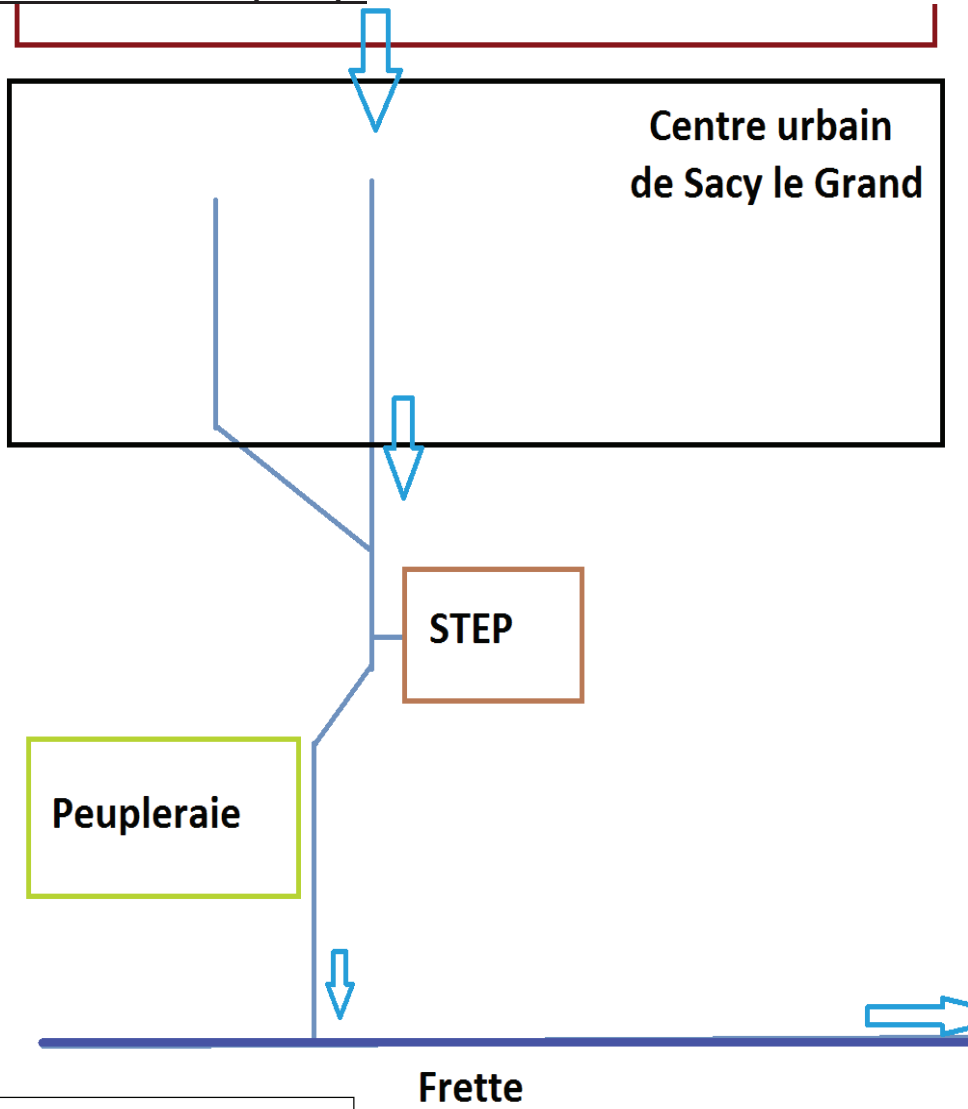 Centre urbain
de Sacy le Grand
STEP
Peupleraie
Frette